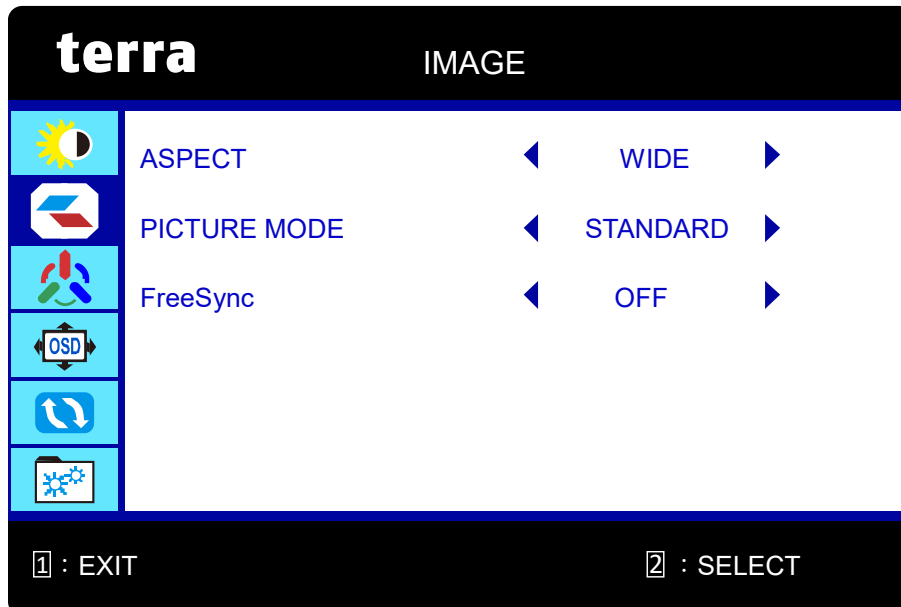 terra IMAGE
ASPECT WIDE
PICTURE MODE STANDARD
FreeSync OFF
OSD
1 : EXIT 2 : SELECT